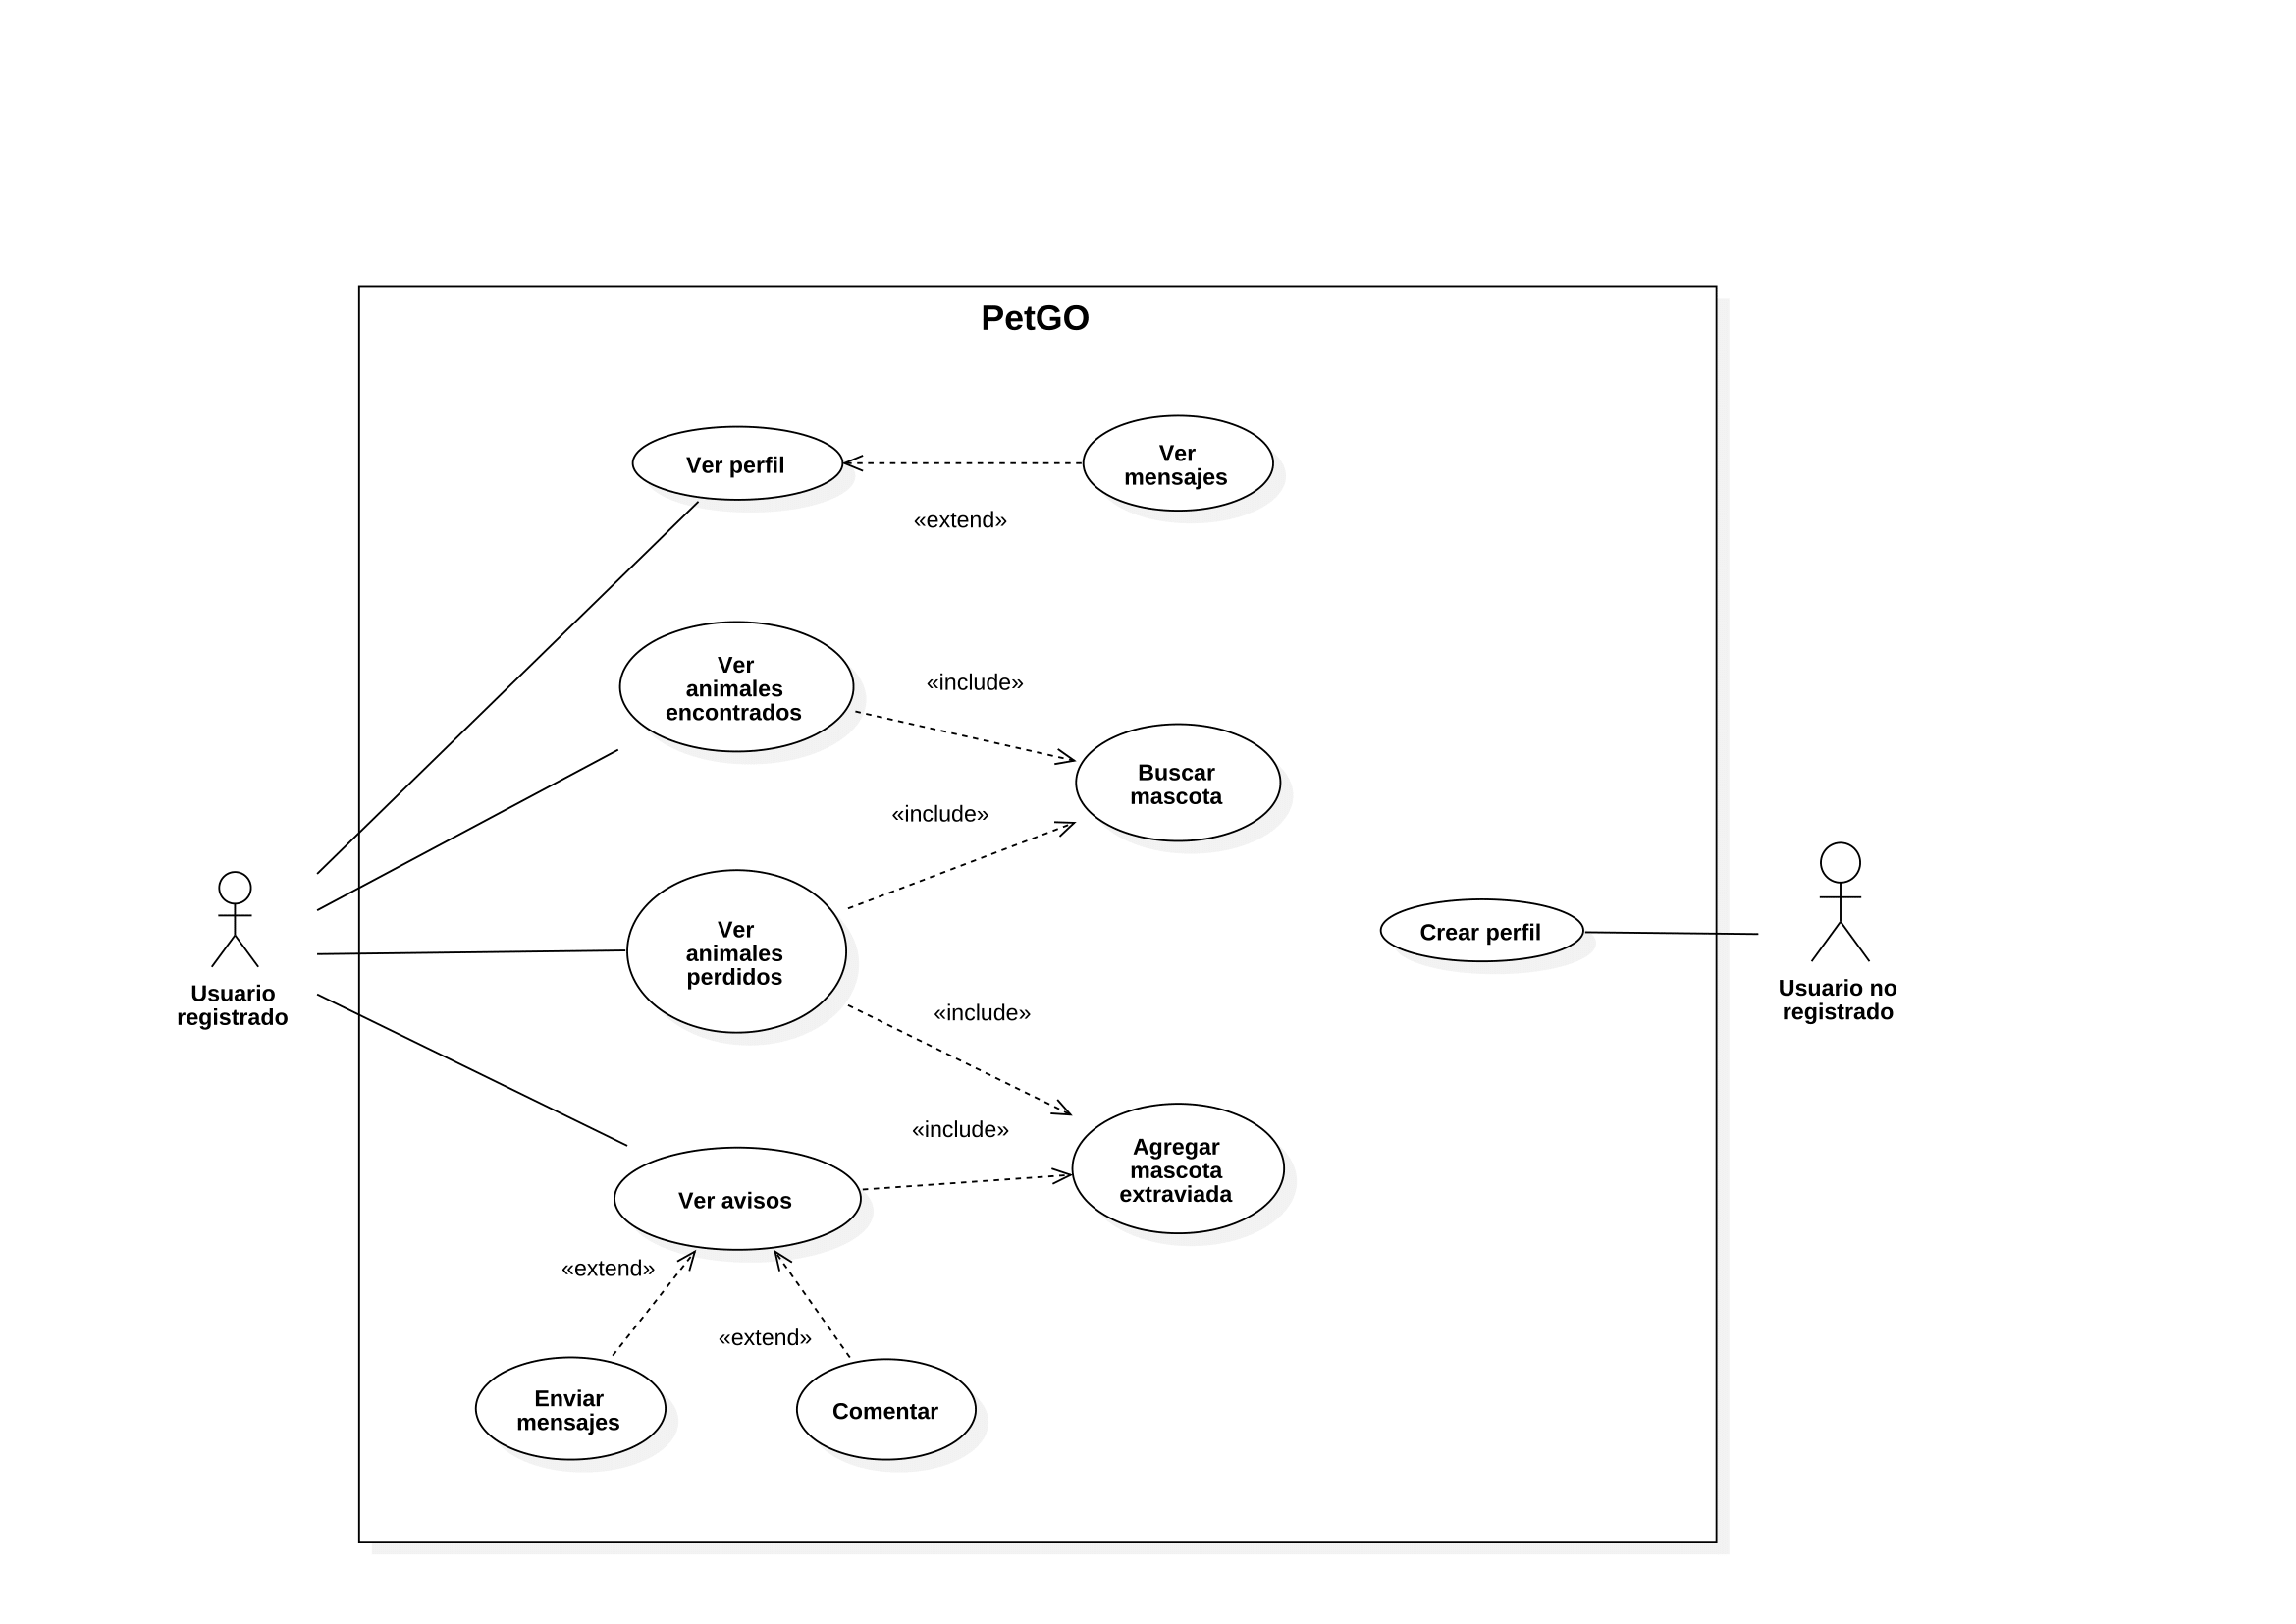 PetGO
Ver perfil
Ver
mensajes
«extend»
Ver
animales
encontrados
«include»
Buscar
mascota
«include»
Ver
animales
perdidos
Crear perfil
Usuario
registrado
Usuario no
registrado
«include»
«include»
Agregar
mascota
extraviada
Ver avisos
«extend»
«extend»
Enviar
mensajes
Comentar